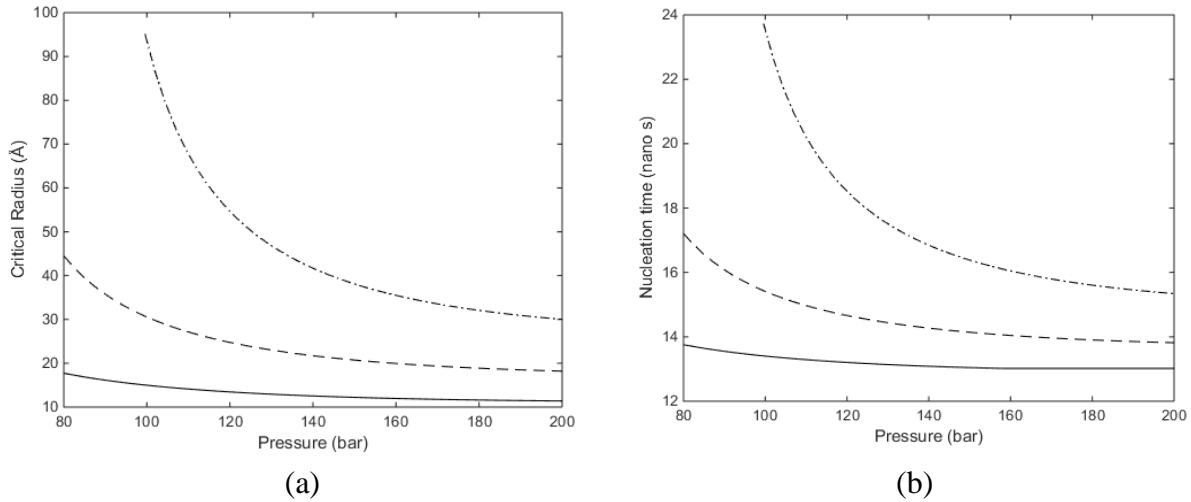 100
90
80
70
60
50
40
30
20
10
Critical Radius (Å)
80 100 120 140 160 180 200
Pressure (bar)
(a)
24
22
20
18
16
14
12
Nucleation time (nano s)
80 100 120 140 160 180 200
Pressure (bar)
(b)